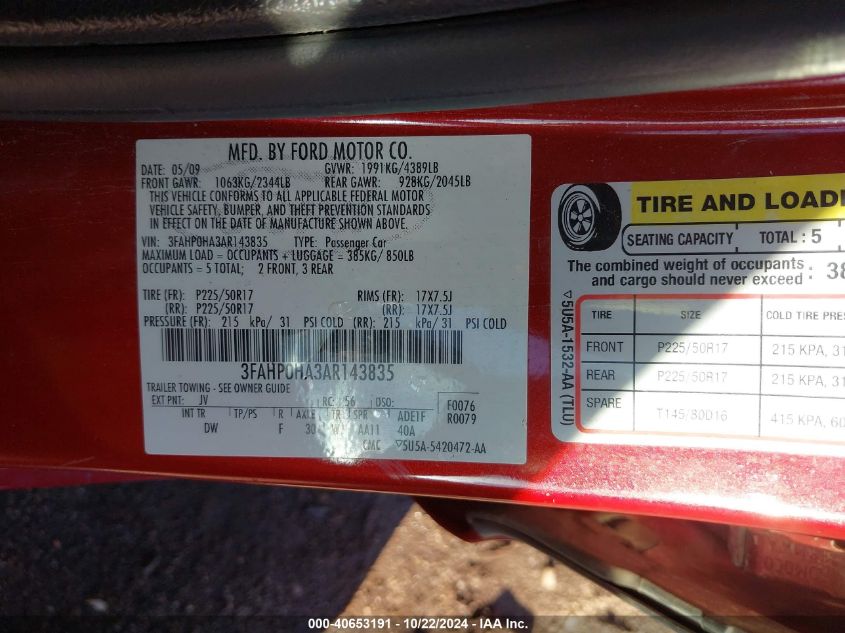 MFD. BY FORD MOTOR CO.
DATE: 05/09 GVWR: 1991KG/4389LB
FRONT GAWR: 1063KG/2344LB REAR GAWR: 928KG/2045LB
THIS VEHICLE CONFORMS TO ALL APPLICABLE FEDERAL MOTOR
VEHICLE SAFETY, BUMPER, AND THEFT PREVENTION STANDARDS
IN EFFECT ON THE DATE OF MANUFACTURE SHOWN ABOVE.
VIN: 3FAHP0HA3AR143835 TYPE: Passenger Car
MAXIMUM LOAD = OCCUPANTS + LUGGAGE = 385KG/ 850LB
OCCUPANTS = 5 TOTAL; 2 FRONT, 3 REAR
TIRE (FR): P225/50R17 RIMS (FR): 17X7.5J
(RR): P225/50R17 (RR): 17X7.5J
PRESSURE (FR): 215 kPa/ 31 PSI COLD (RR): 215 kPa/ 31 PSI COLD
3FAHP0HA3AR143835
TRAILER TOWING - SEE OWNER GUIDE
EXT PNT: JV RC: 56 DSO: F0076
INT TR TP/PS R AXLE TR SPR ADE1F R0079
DW F 30 AA11 40A
CMC ▽5U5A-5420472-AA
▽5U5A-1532-AA (TLU)
TIRE AND LOADI
SEATING CAPACITY TOTAL : 5
The combined weight of occupants
and cargo should never exceed : 38
TIRE SIZE COLD TIRE PRES
FRONT P225/50R17 215 KPA, 31
REAR P225/50R17 215 KPA, 31
SPARE T145/80D16 415 KPA, 60
000-40653191 - 10/22/2024 - IAA Inc.